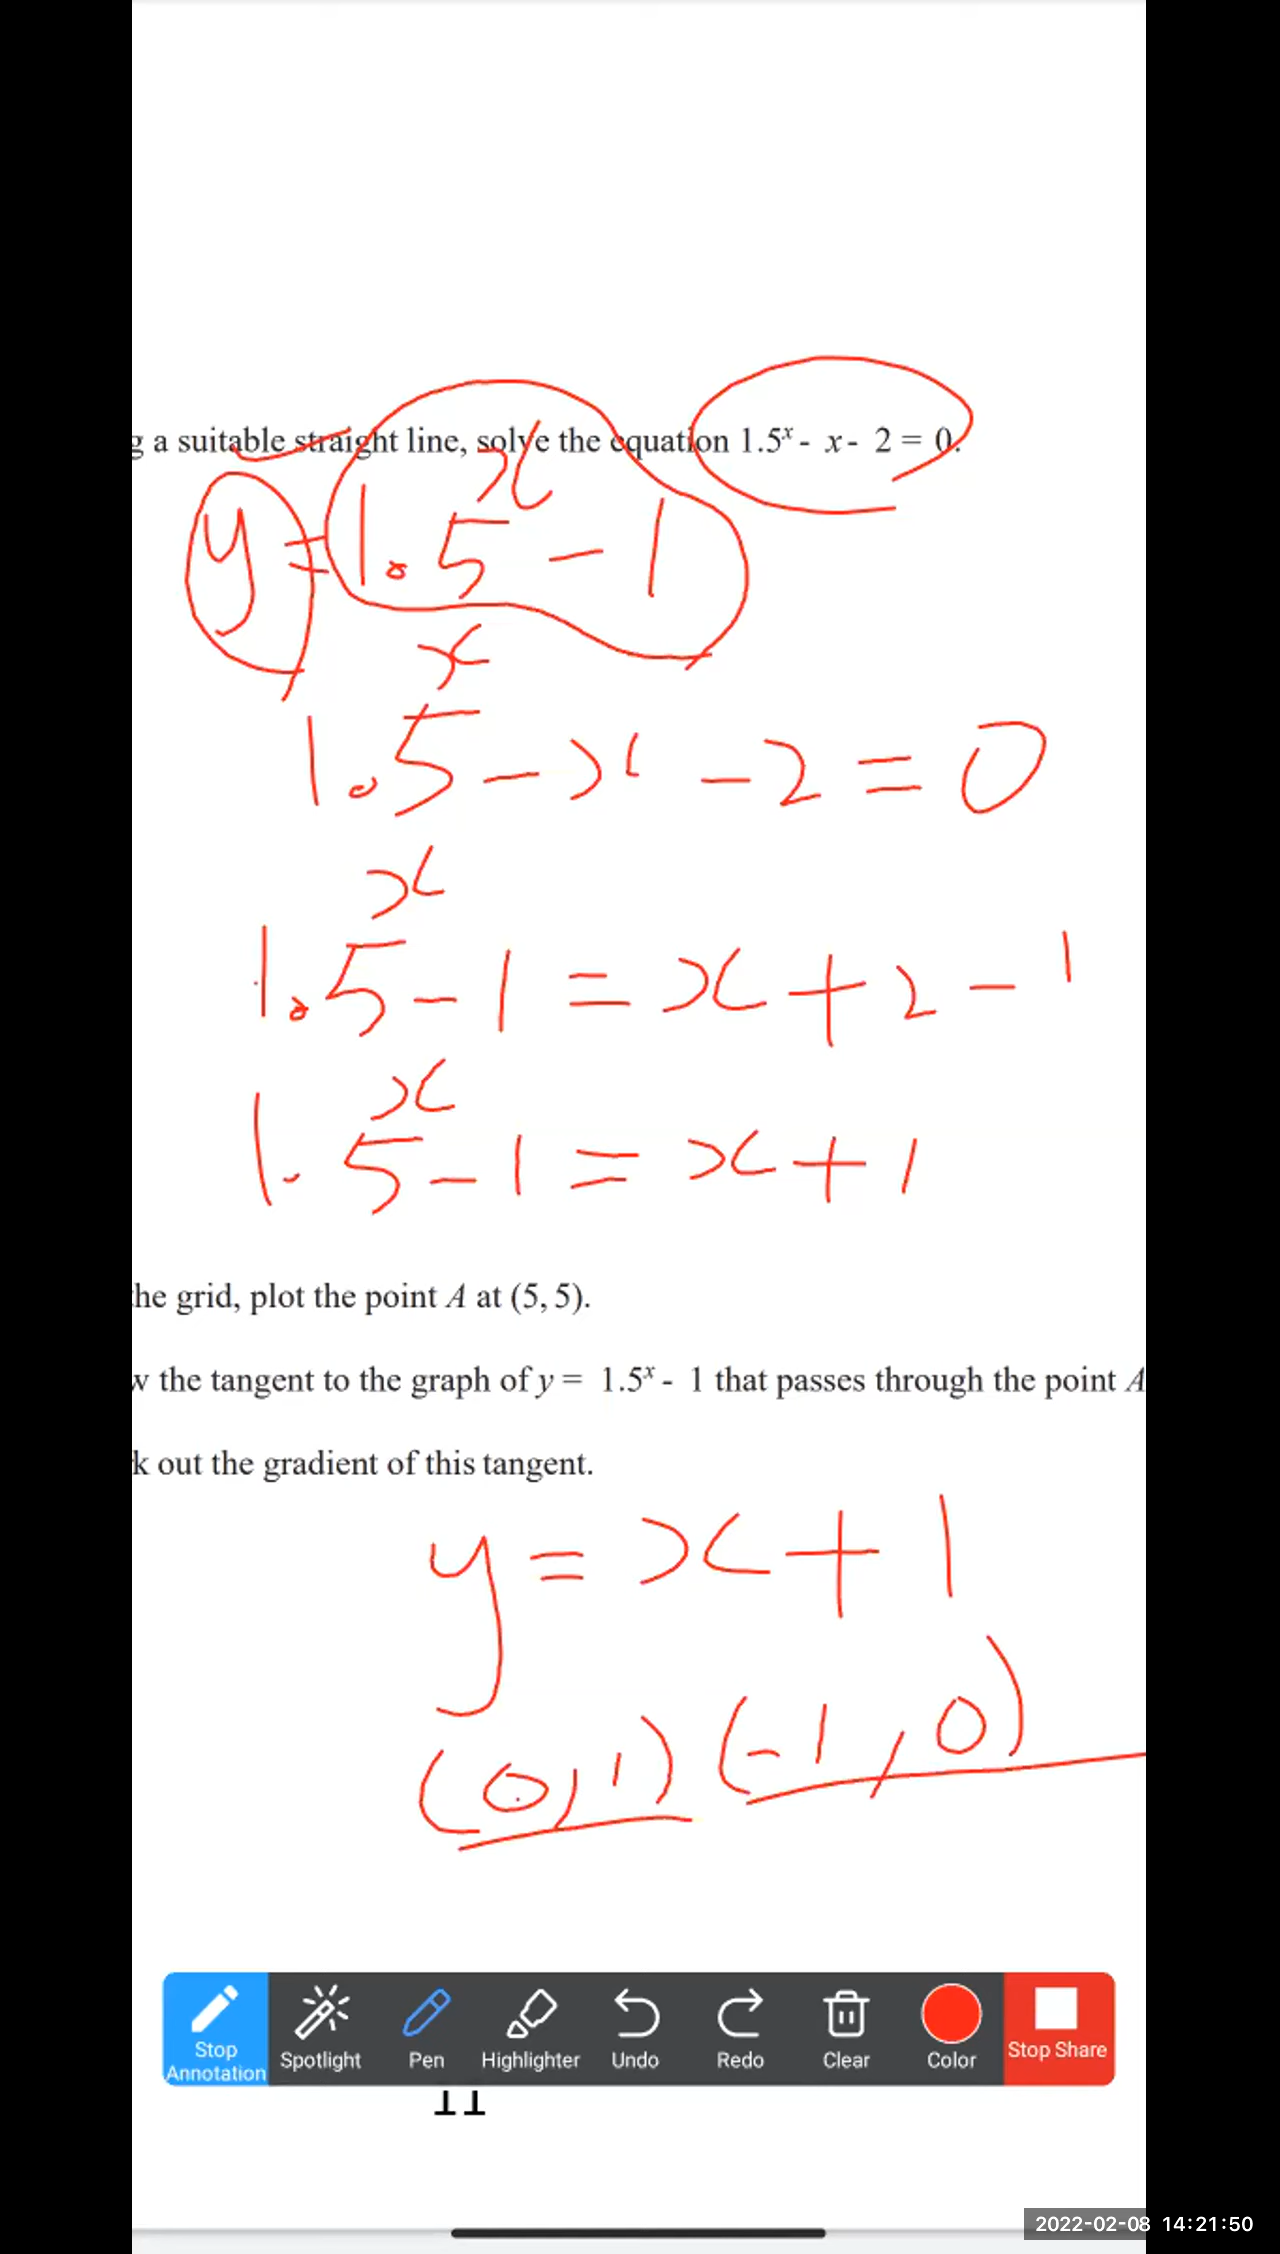 g a suitable straight line, solve the equation 1.5ˣ - x - 2 = 0.
y = 1.5ˣ - 1
1.5ˣ - x - 2 = 0
1.5ˣ - 1 = x + 2 - 1
1.5ˣ - 1 = x + 1
he grid, plot the point A at (5, 5).
w the tangent to the graph of y = 1.5ˣ - 1 that passes through the point A
k out the gradient of this tangent.
y = x + 1
(0, 1) (-1, 0)
Stop Annotation Spotlight Pen Highlighter Undo Redo Clear Color Stop Share
2022-02-08 14:21:50